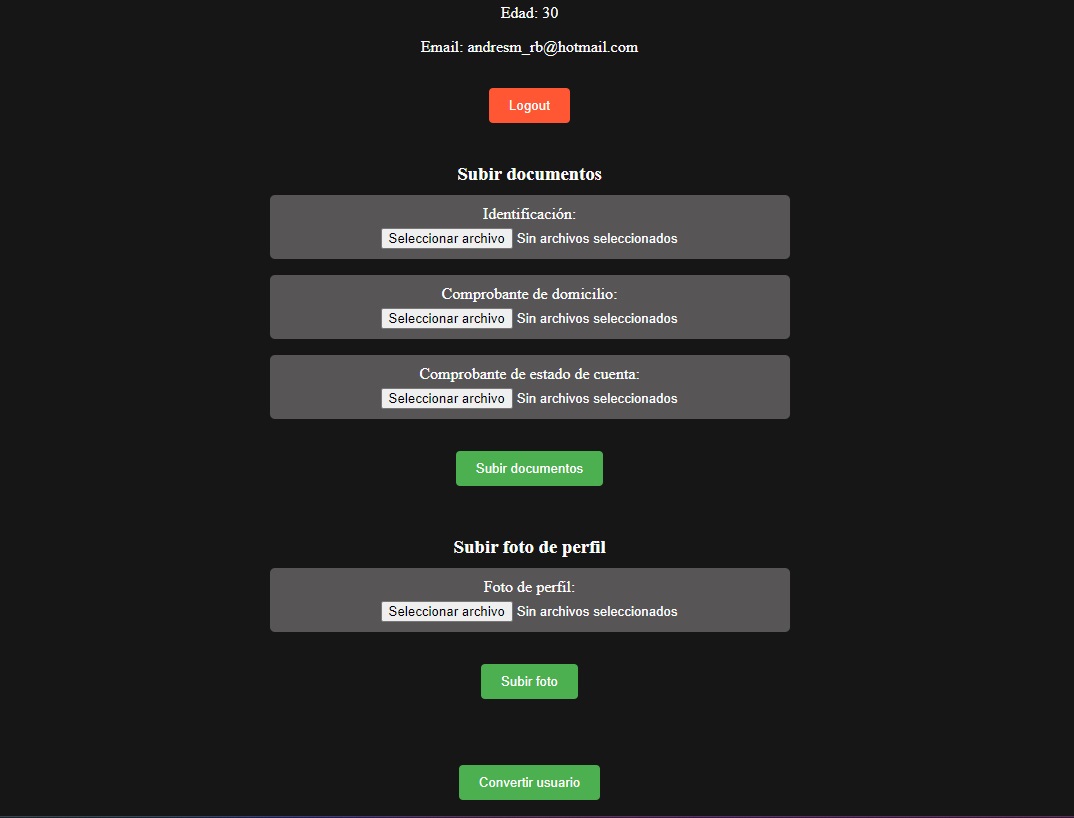 Edad: 30
Email: andresm_rb@hotmail.com
Logout
Subir documentos
Identificación:
Seleccionar archivo Sin archivos seleccionados
Comprobante de domicilio:
Seleccionar archivo Sin archivos seleccionados
Comprobante de estado de cuenta:
Seleccionar archivo Sin archivos seleccionados
Subir documentos
Subir foto de perfil
Foto de perfil:
Seleccionar archivo Sin archivos seleccionados
Subir foto
Convertir usuario